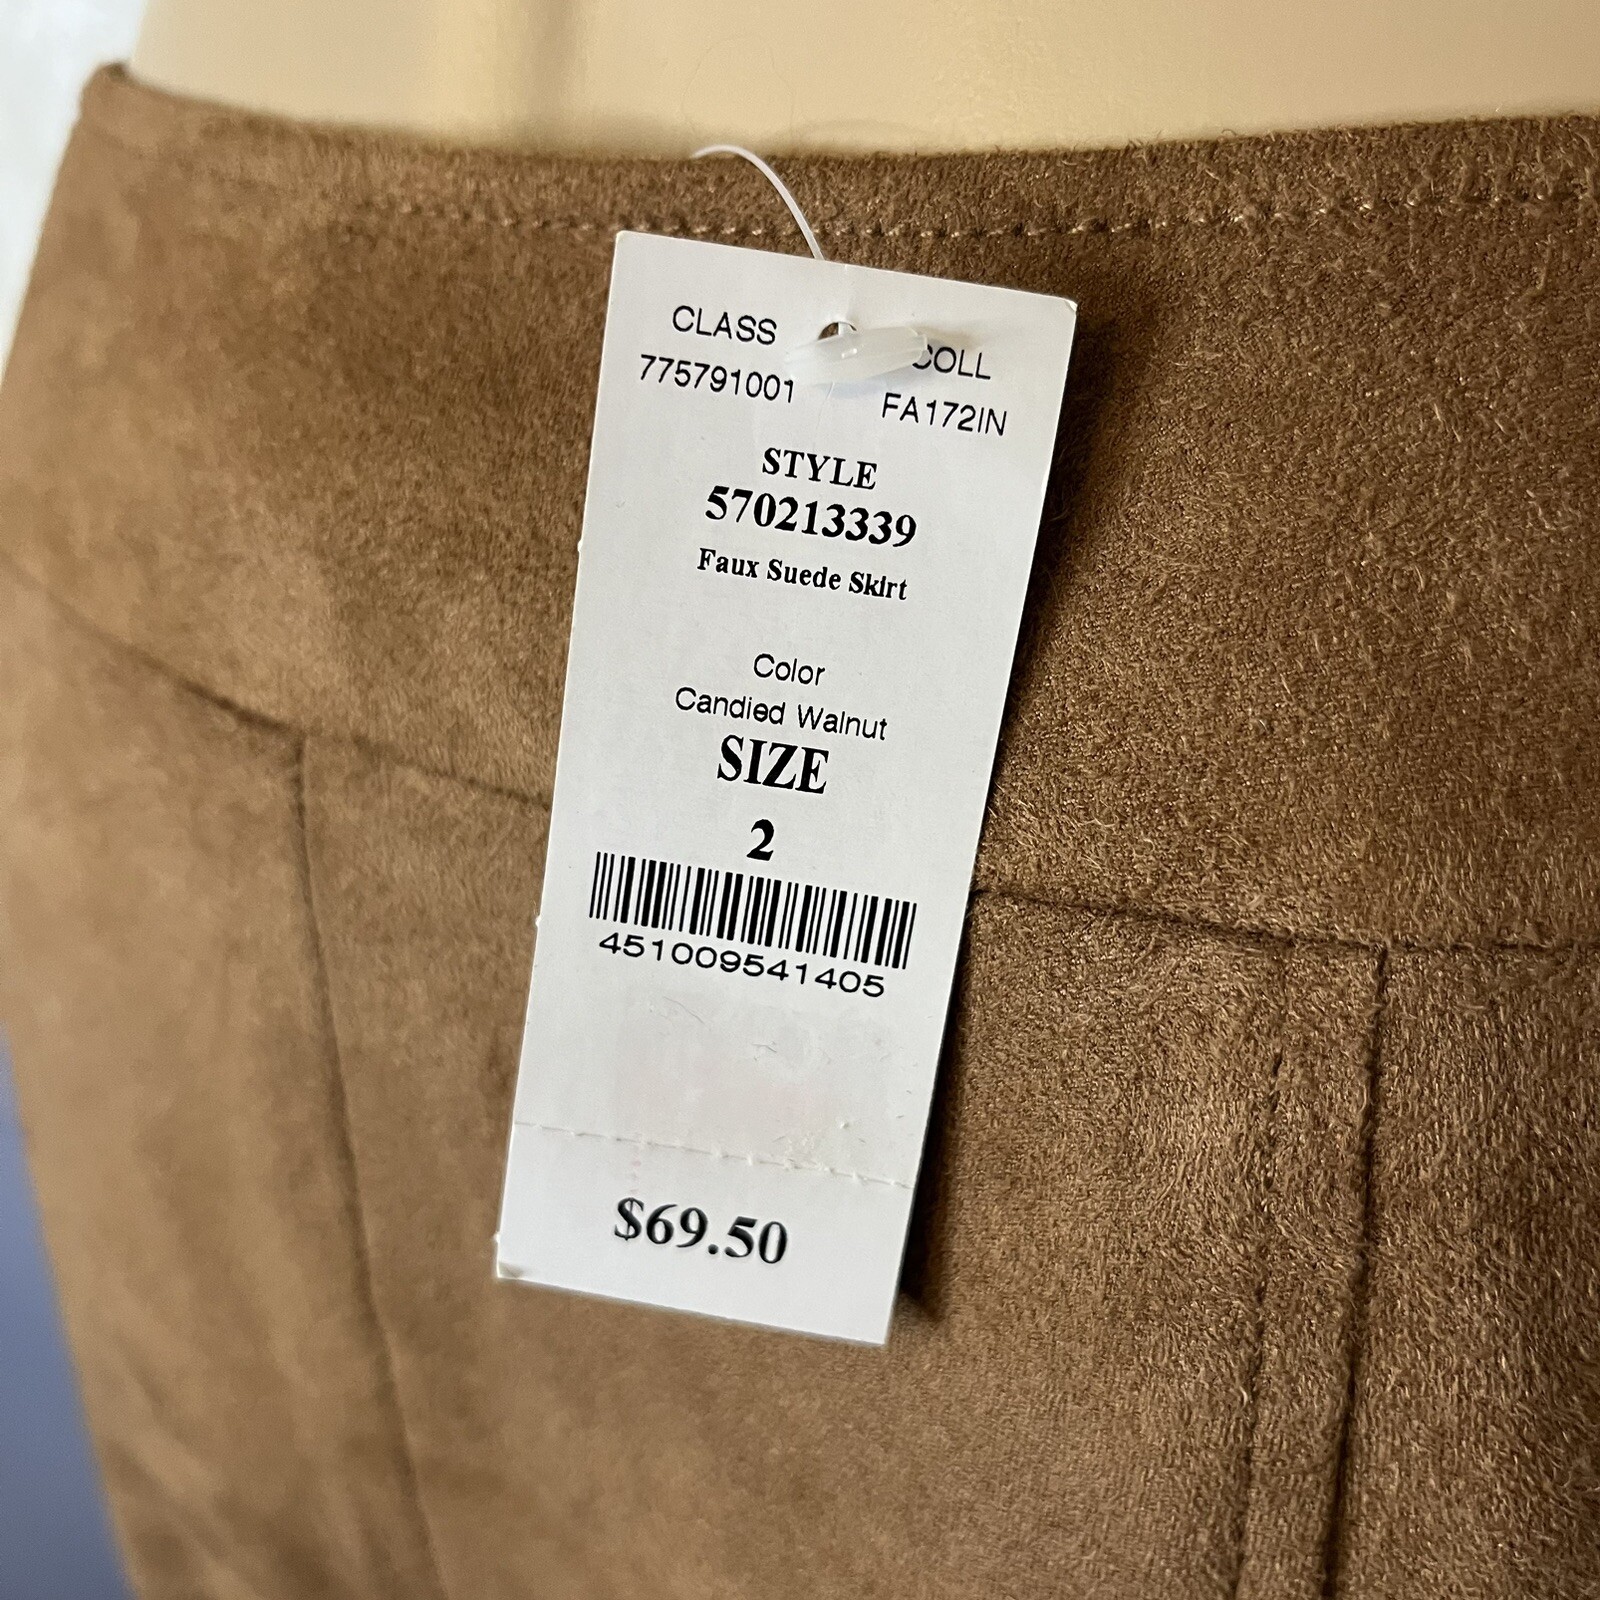 CLASS
775791001
COLL
FA172IN
STYLE
570213339
Faux Suede Skirt
Color
Candied Walnut
SIZE
2
451009541405
$69.50